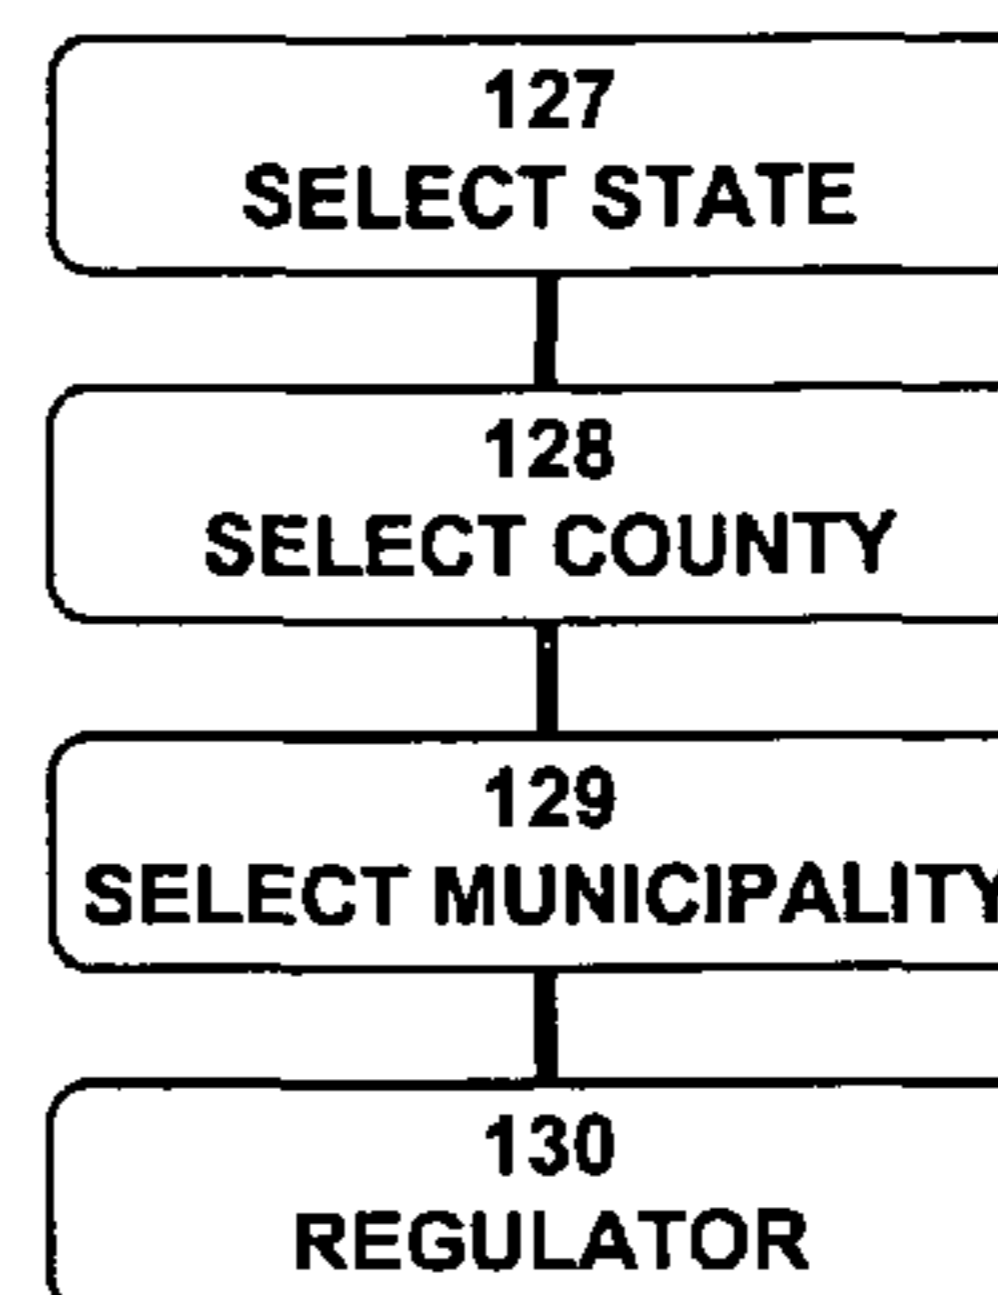 127
SELECT STATE
128
SELECT COUNTY
129
SELECT MUNICIPALITY
130
REGULATOR